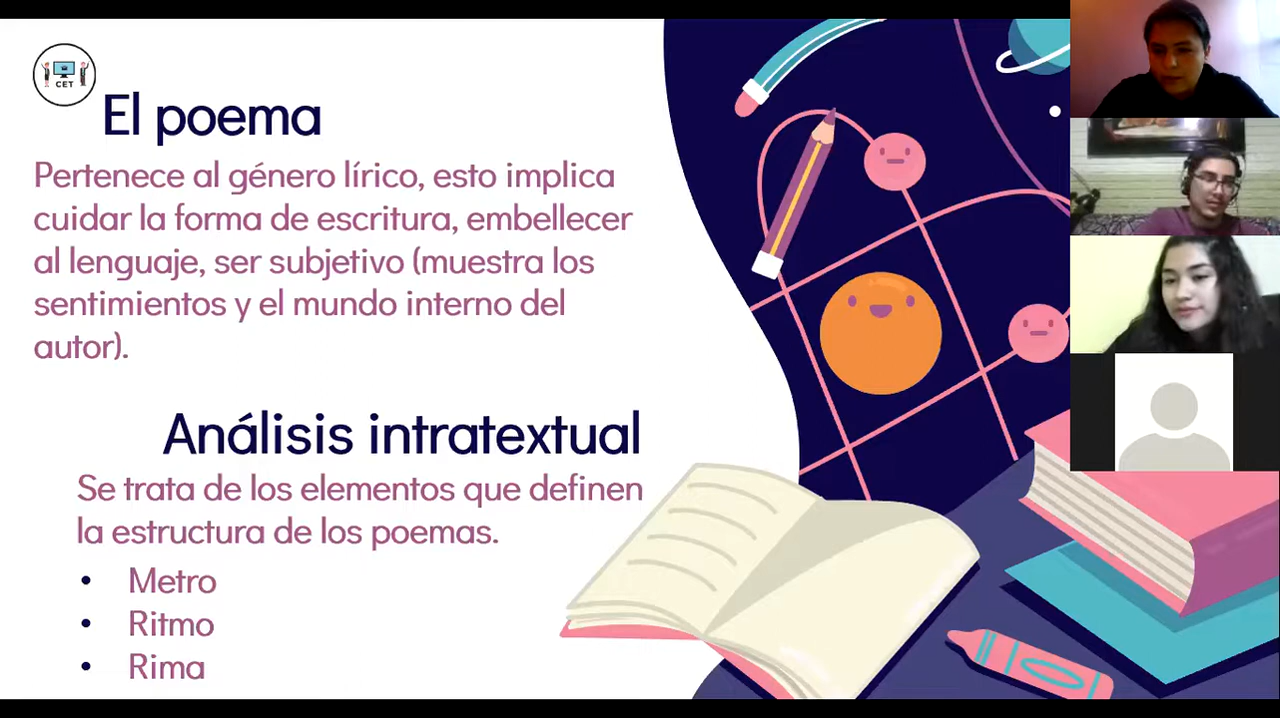 CET
El poema
Pertenece al género lírico, esto implica
cuidar la forma de escritura, embellecer
al lenguaje, ser subjetivo (muestra los
sentimientos y el mundo interno del
autor).
Análisis intratextual
Se trata de los elementos que definen
la estructura de los poemas.
• Metro
• Ritmo
• Rima